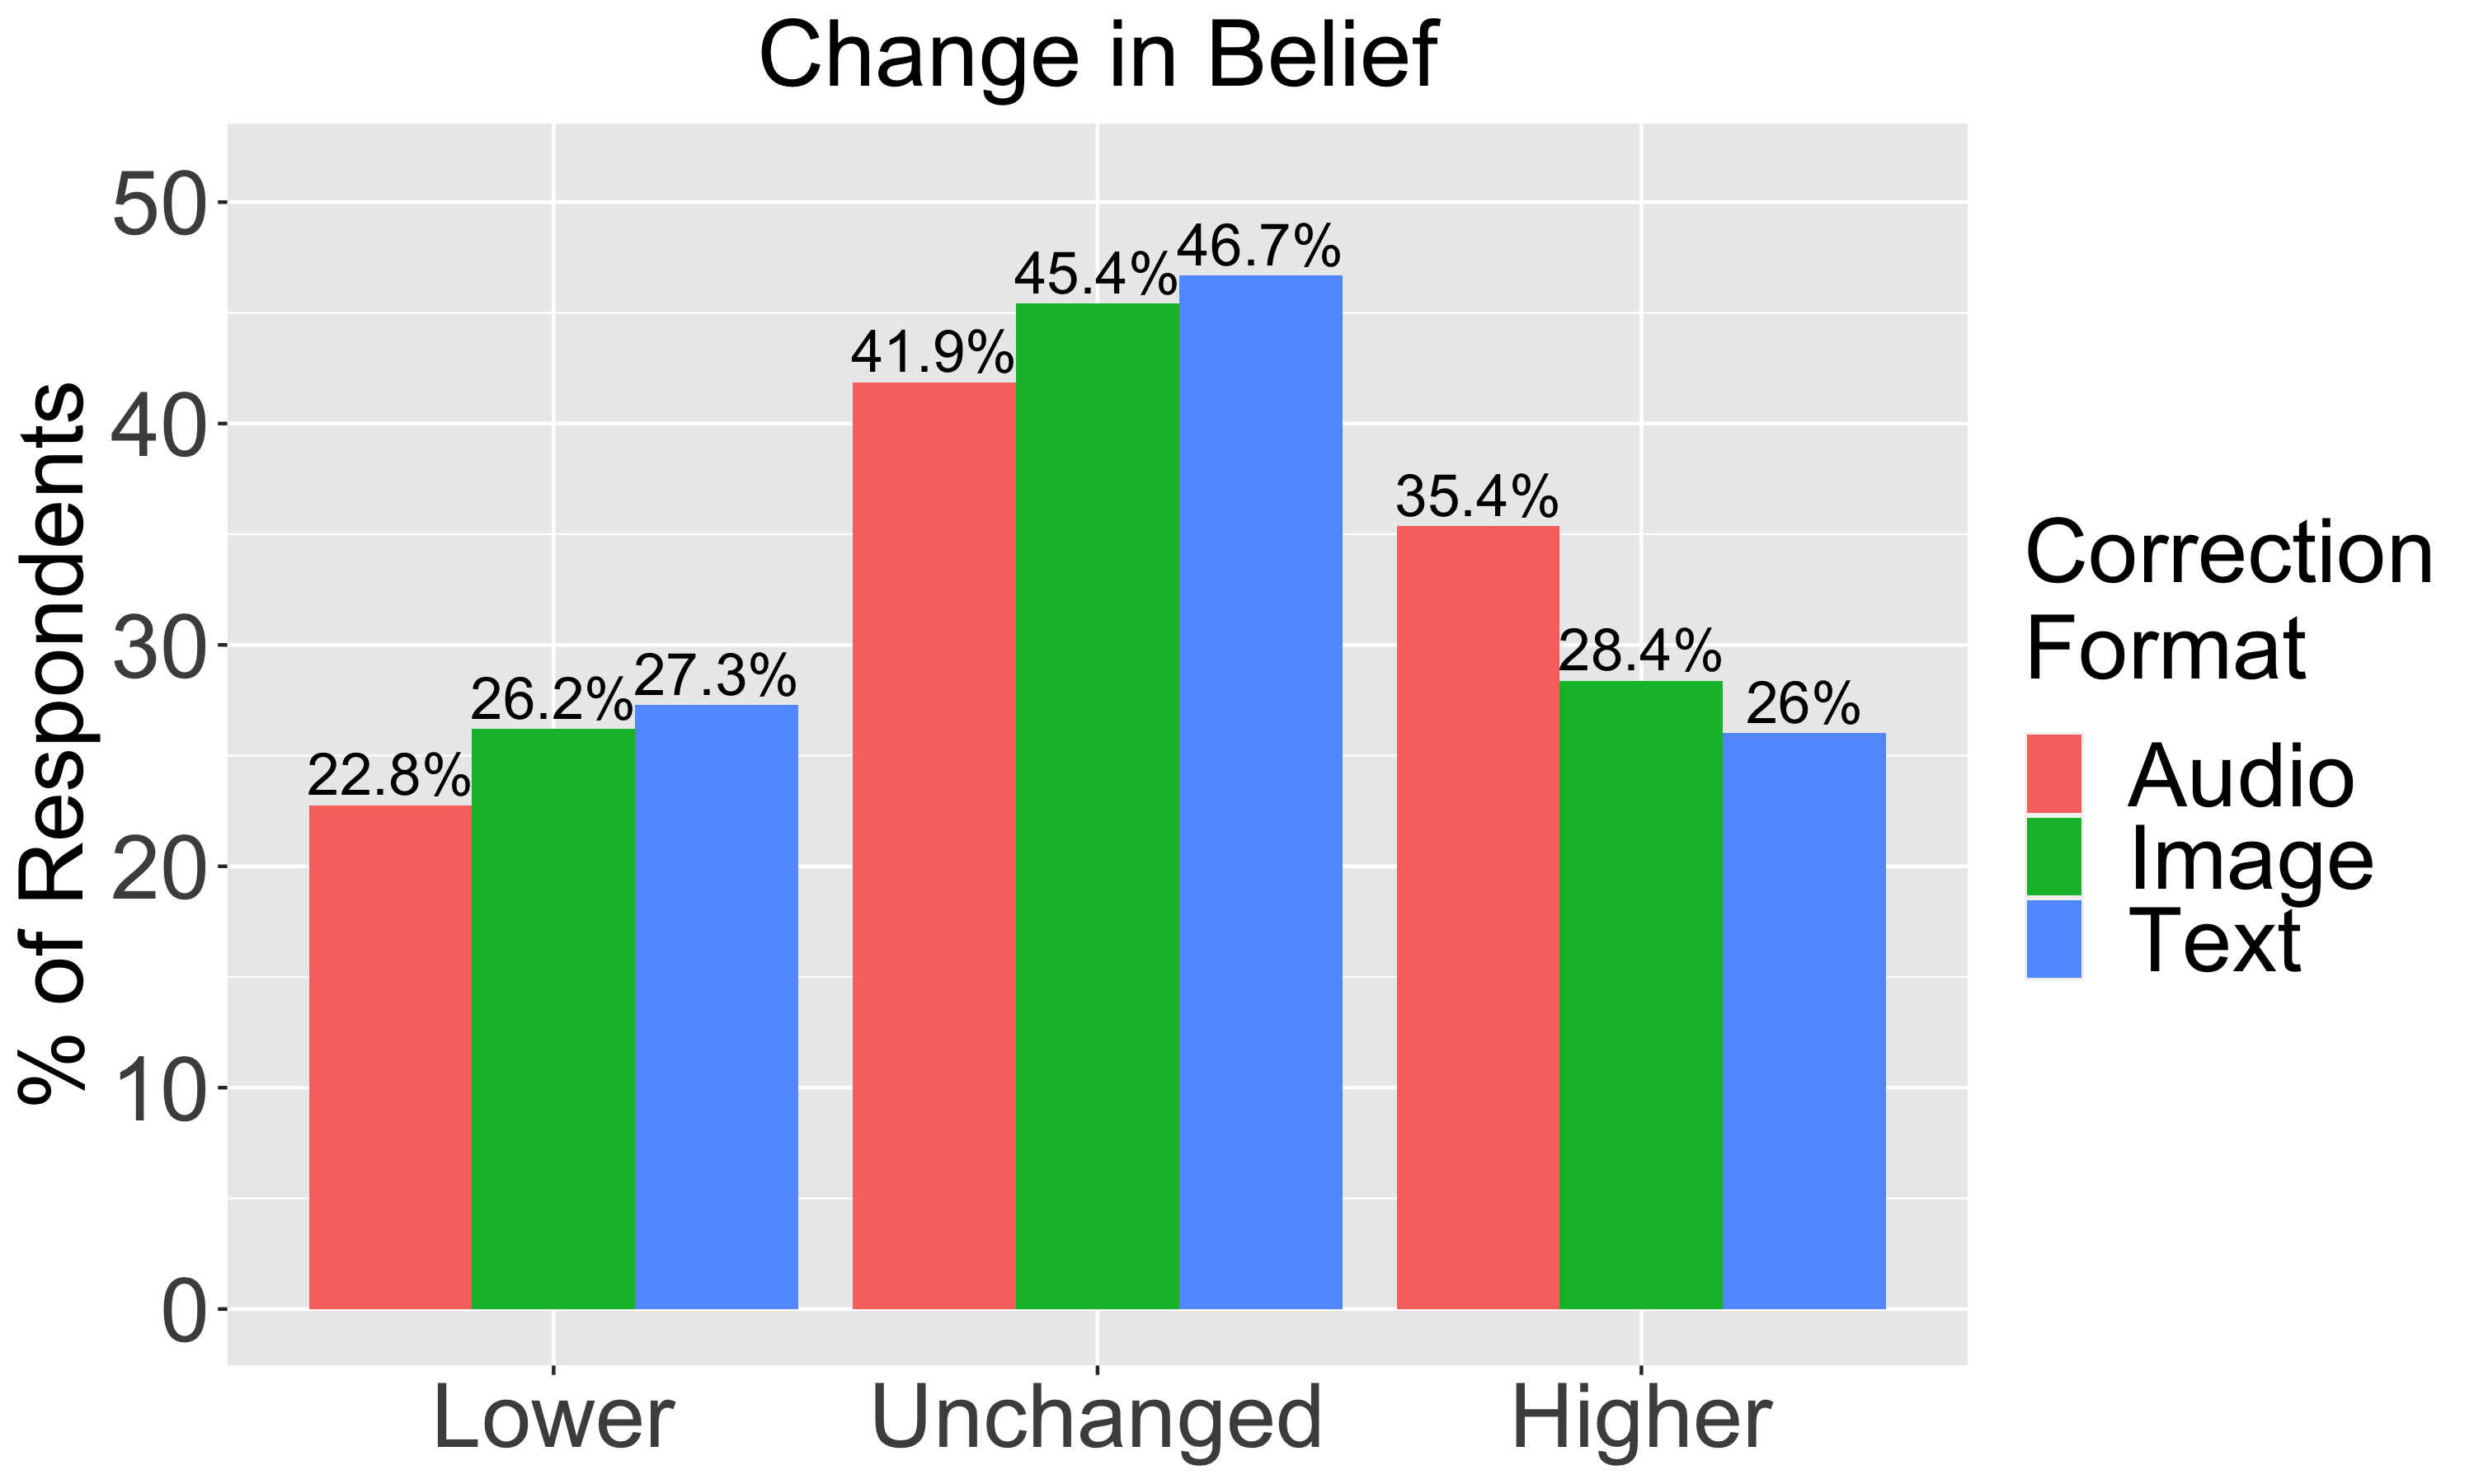 Change in Belief
% of Respondents
50
40
30
20
10
0
22.8%
26.2%
27.3%
41.9%
45.4%
46.7%
35.4%
28.4%
26%
Lower
Unchanged
Higher
Correction
Format
Audio
Image
Text